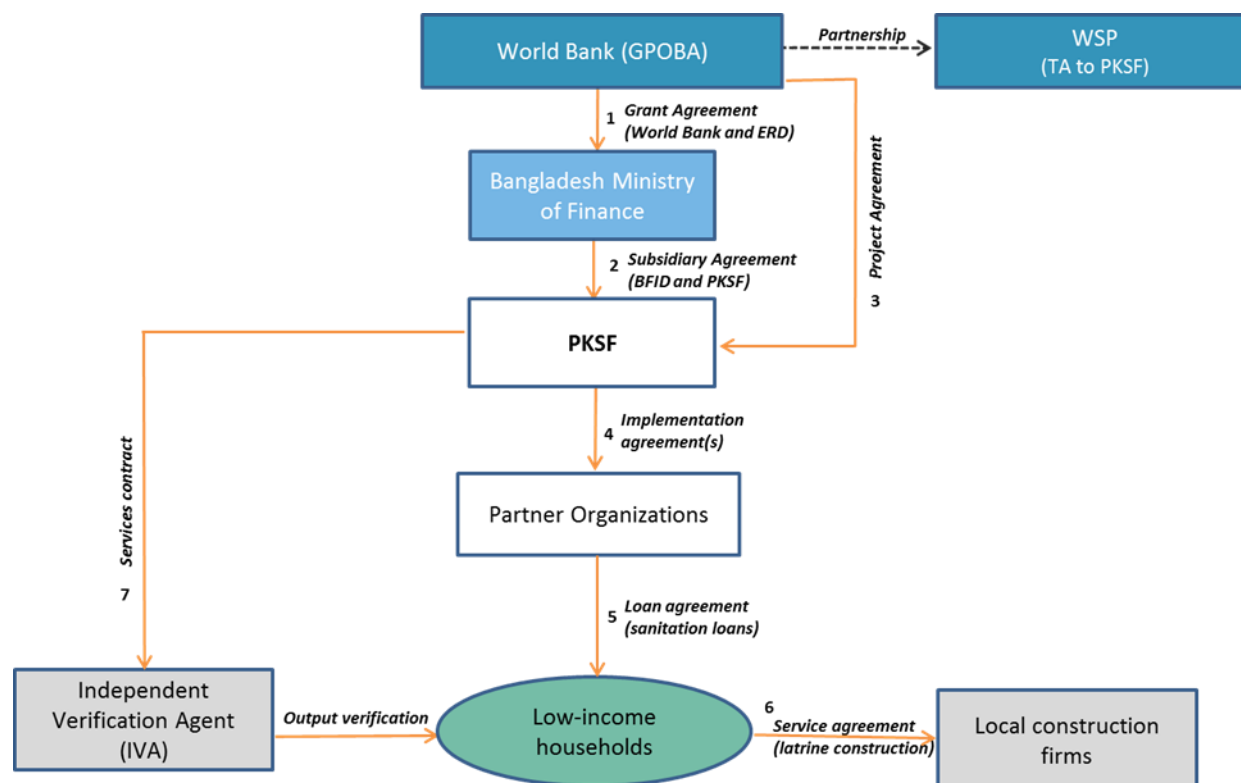 World Bank (GPOBA)
Partnership
WSP
(TA to PKSF)
1
Grant Agreement
(World Bank and ERD)
Bangladesh Ministry
of Finance
Project Agreement
3
2
Subsidiary Agreement
(BFID and PKSF)
PKSF
4
Implementation
agreement(s)
Services contract
7
Partner Organizations
5
Loan agreement
(sanitation loans)
Independent
Verification Agent
(IVA)
Output verification
Low-income
households
6
Service agreement
(latrine construction)
Local construction
firms